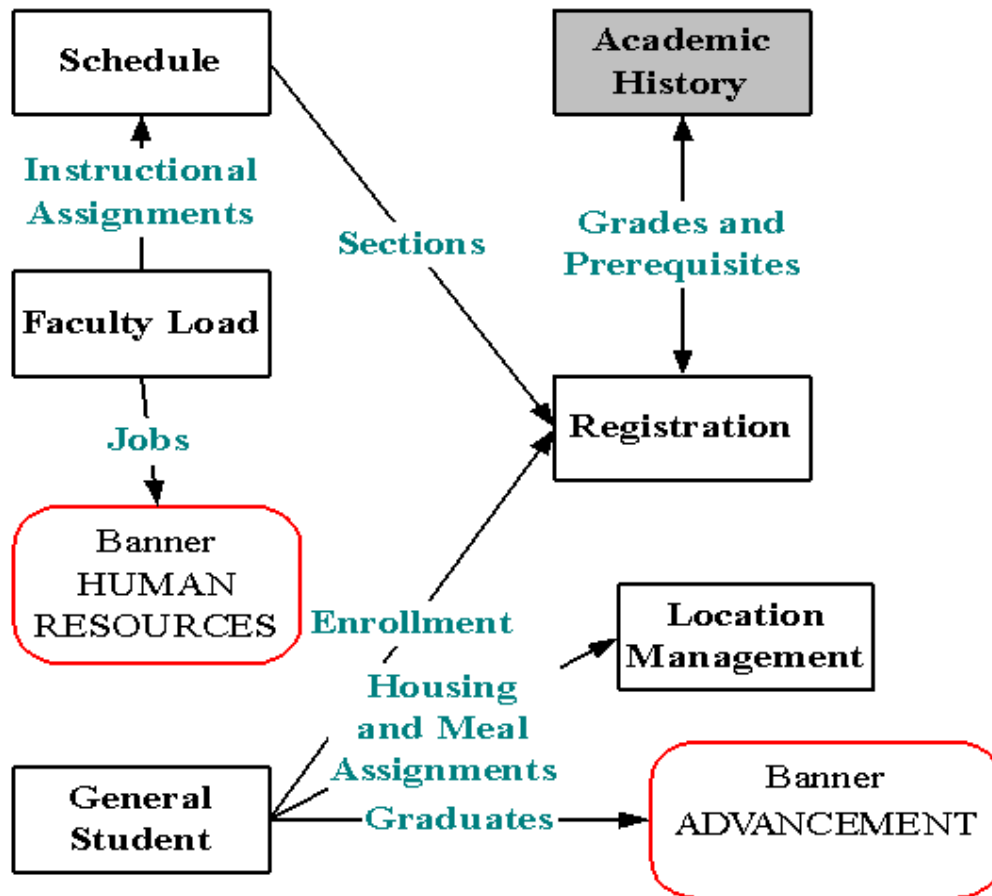 Schedule
Academic
History
Instructional
Assignments
Sections
Grades and
Prerequisites
Faculty Load
Jobs
Registration
Banner
HUMAN
RESOURCES
Enrollment
Location
Management
Housing
and Meal
Assignments
General
Student
Graduates
Banner
ADVANCEMENT